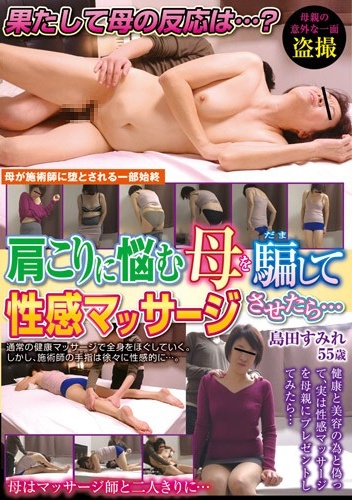 果たして母の反応は…?
母親の
意外な一面
盗撮
母が施術師に堕とされる一部始終
肩こりに悩む母を騙して
だま
性感マッサージさせたら…
通常の健康マッサージで全身をほぐしていく。
しかし、施術師の手指は徐々に性感的に…。
島田すみれ
55歳
健康と美容の為と偽っ
て、実は性感マッサージ
を母親にプレゼントし
てみたら…
母はマッサージ師と二人きりに…